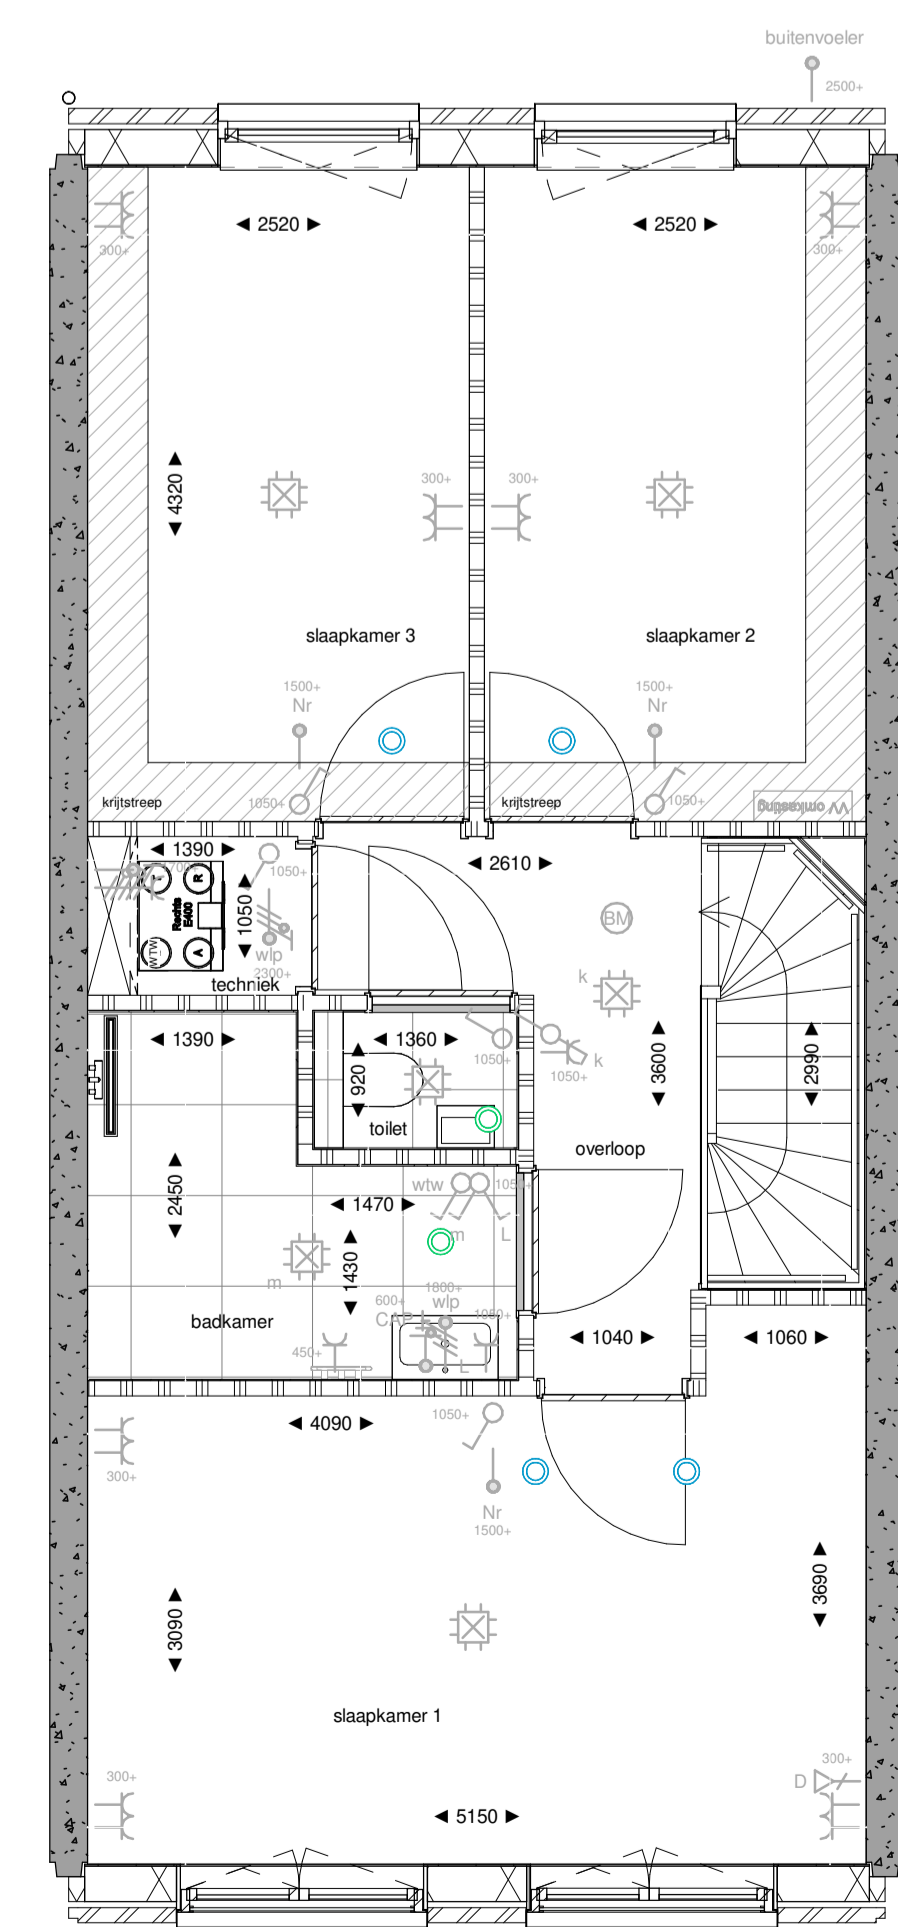 buitenvoeler
2500+
2520
2520
300+
300+
4320
300+
300+
slaapkamer 3
slaapkamer 2
1500+
Nr
1500+
Nr
1050+
1050+
krijtstreep
krijtstreep
VV omkasting
1390
2610
1050+
R
Rechts
E400
1050
BM
WTW
A
wlp
2300+
techniek
k
1390
1360
1050+
k
1050+
920
3600
2990
toilet
overloop
wtw
1050+
2450
1470
m
L
m
1430
1800+
600+
wlp
CAP
1050+
badkamer
450+
L
1040
1060
1050+
4090
300+
Nr
1500+
3690
3090
slaapkamer 1
300+
300+
D
5150